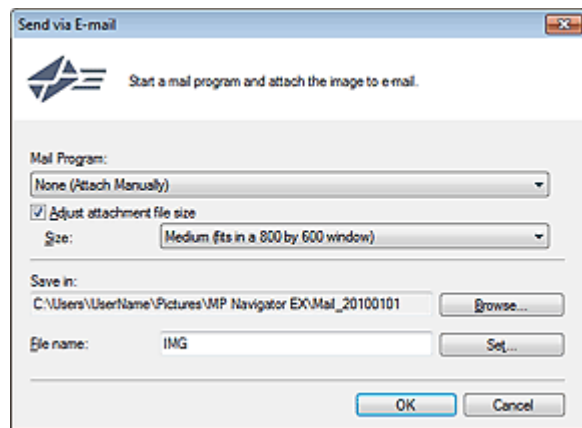 Send via E-mail
Start a mail program and attach the image to e-mail.
Mail Program:
None (Attach Manually)
Adjust attachment file size
Size: Medium (fits in a 800 by 600 window)
Save in:
C:\Users\UserName\Pictures\MP Navigator EX\Mail_20100101 Browse...
File name: IMG Set...
OK Cancel